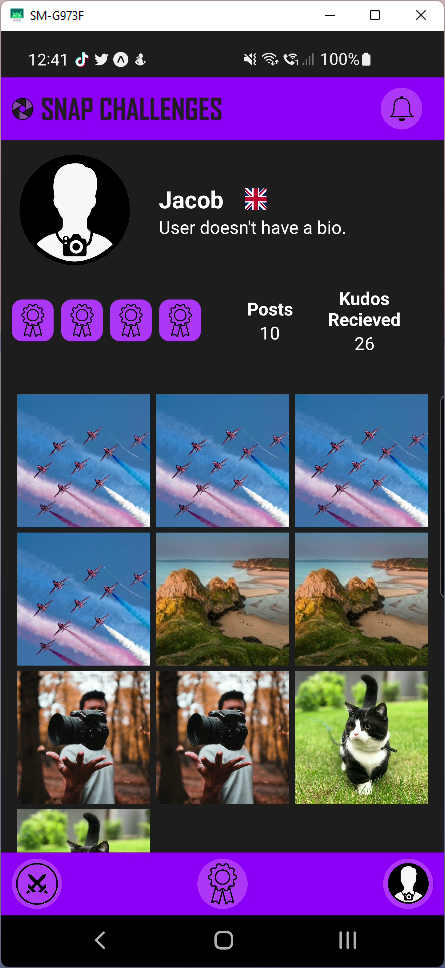 SM-G973F
12:41
100%
SNAP CHALLENGES
Jacob
User doesn't have a bio.
Posts
10
Kudos
Recieved
26